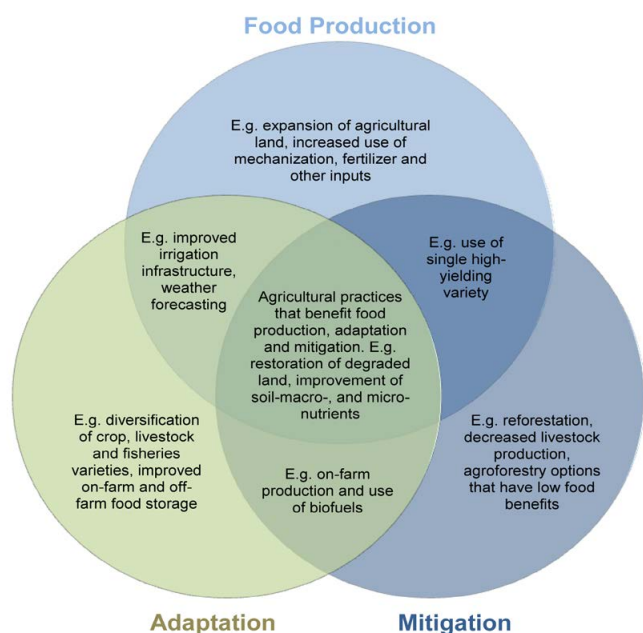 Food Production
E.g. expansion of agricultural
land, increased use of
mechanization, fertilizer and
other inputs
E.g. improved
irrigation
infrastructure,
weather
forecasting
E.g. use of
single high-
yielding
variety
Agricultural practices
that benefit food
production, adaptation
and mitigation. E.g.
restoration of degraded
land, improvement of
soil-macro-, and micro-
nutrients
E.g. diversification
of crop, livestock
and fisheries
varieties, improved
on-farm and off-
farm food storage
E.g. on-farm
production and use
of biofuels
E.g. reforestation,
decreased livestock
production,
agroforestry options
that have low food
benefits
Adaptation
Mitigation